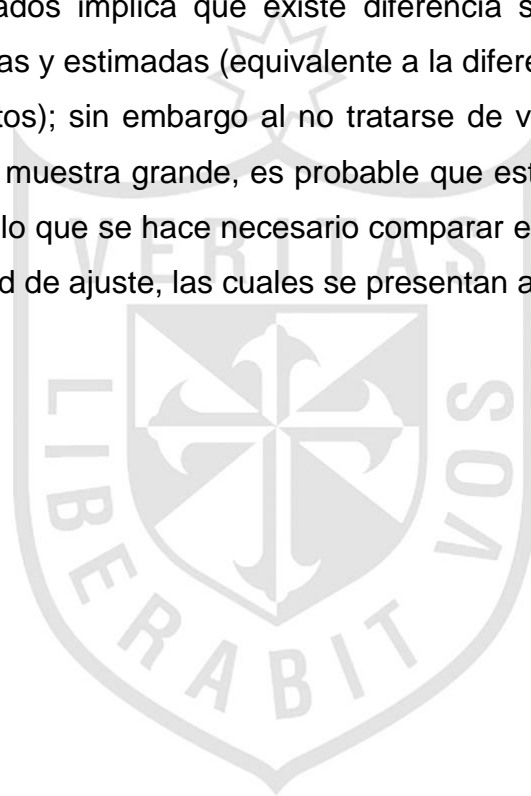 ados implica que existe diferencia s
as y estimadas (equivalente a la difere
tos); sin embargo al no tratarse de v
muestra grande, es probable que est
lo que se hace necesario comparar e
d de ajuste, las cuales se presentan a
VERITAS
LIBERABIT
VOS